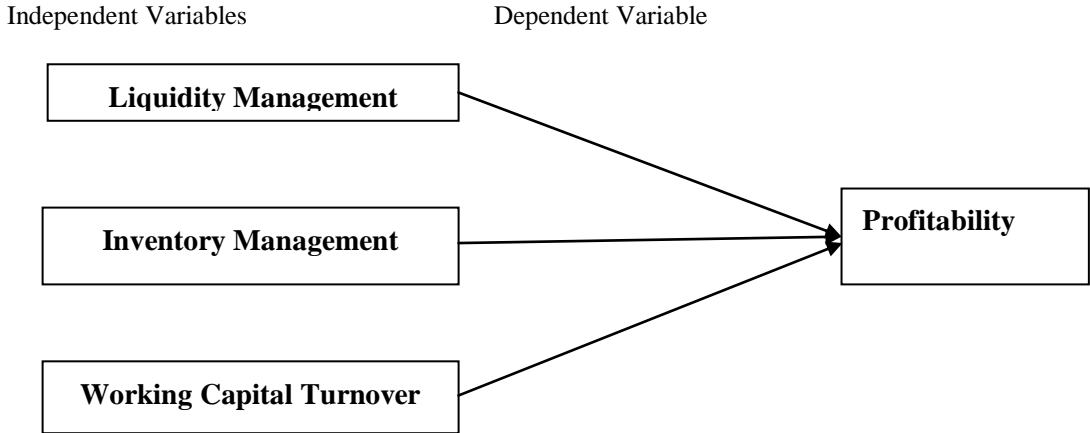 Independent Variables Dependent Variable
Liquidity Management
Inventory Management
Profitability
Working Capital Turnover